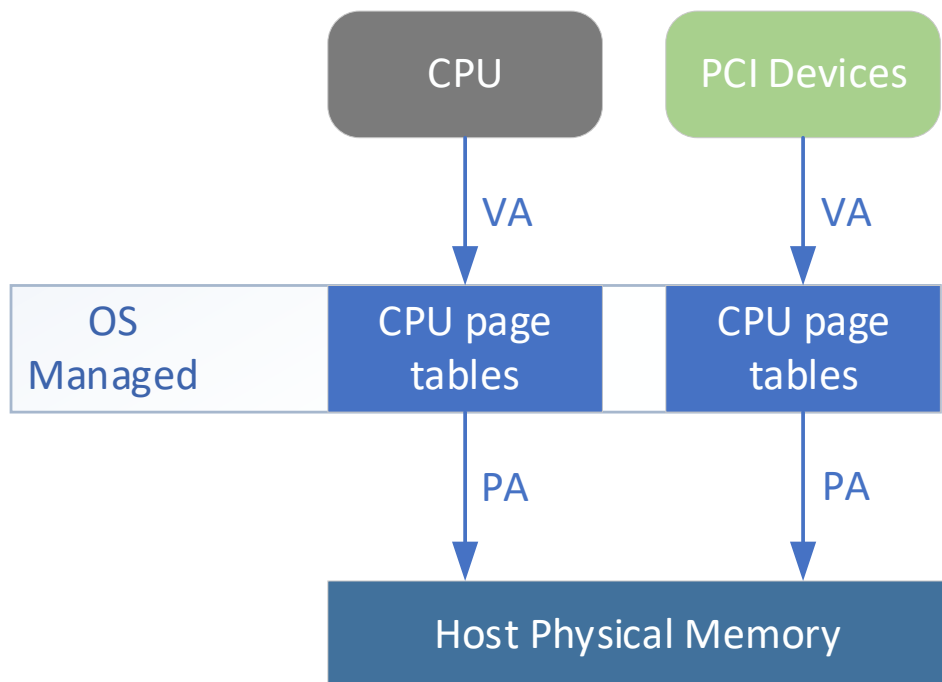 CPU
PCI Devices
VA
VA
OS
Managed
CPU page
tables
CPU page
tables
PA
PA
Host Physical Memory